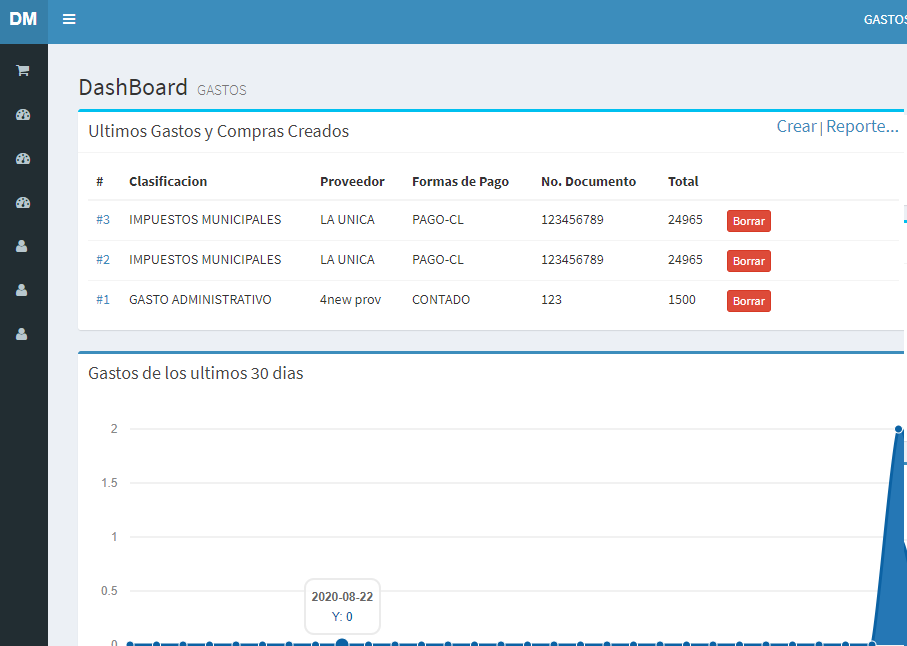 DM
GASTOS
DashBoard GASTOS
Ultimos Gastos y Compras Creados
Crear | Reporte...
# Clasificacion Proveedor Formas de Pago No. Documento Total
#3 IMPUESTOS MUNICIPALES LA UNICA PAGO-CL 123456789 24965 Borrar
#2 IMPUESTOS MUNICIPALES LA UNICA PAGO-CL 123456789 24965 Borrar
#1 GASTO ADMINISTRATIVO 4new prov CONTADO 123 1500 Borrar
Gastos de los ultimos 30 dias
2
1.5
1
0.5
2020-08-22
Y: 0
0